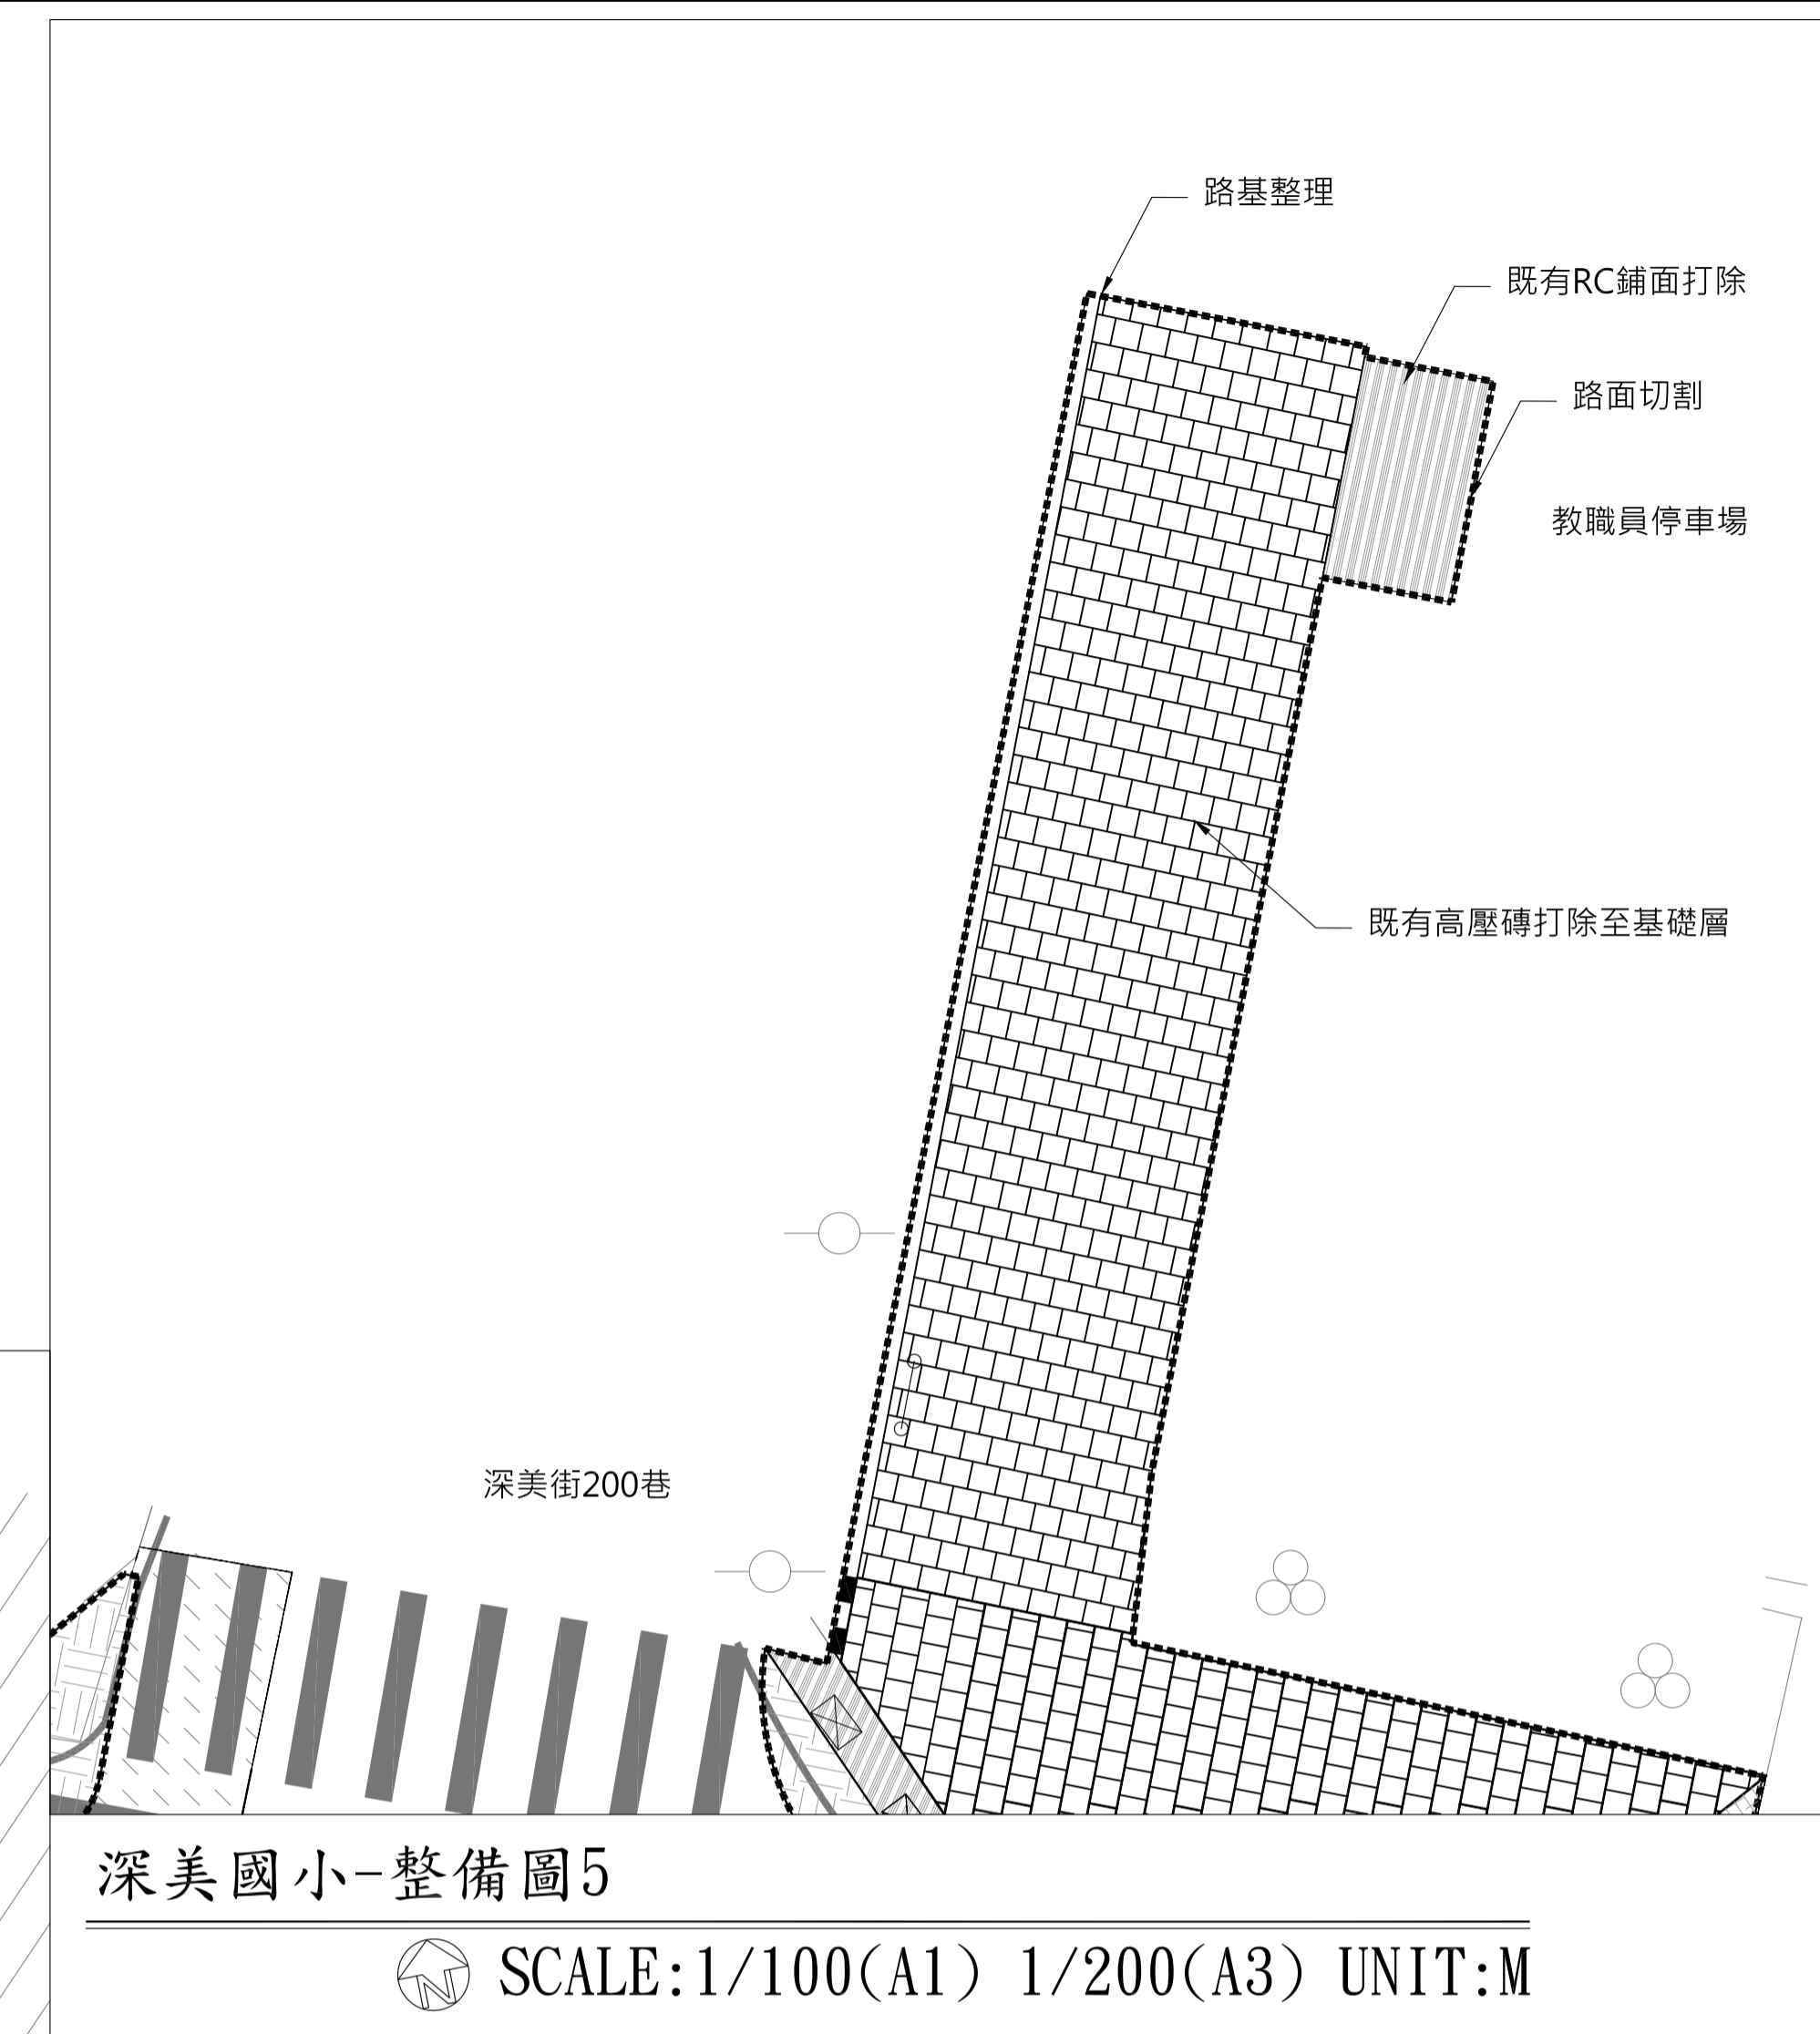 路基整理
既有RC鋪面打除
路面切割
教職員停車場
既有高壓磚打除至基礎層
深美街200巷
深美國小-整備圖5
N
SCALE:1/100(A1) 1/200(A3) UNIT:M